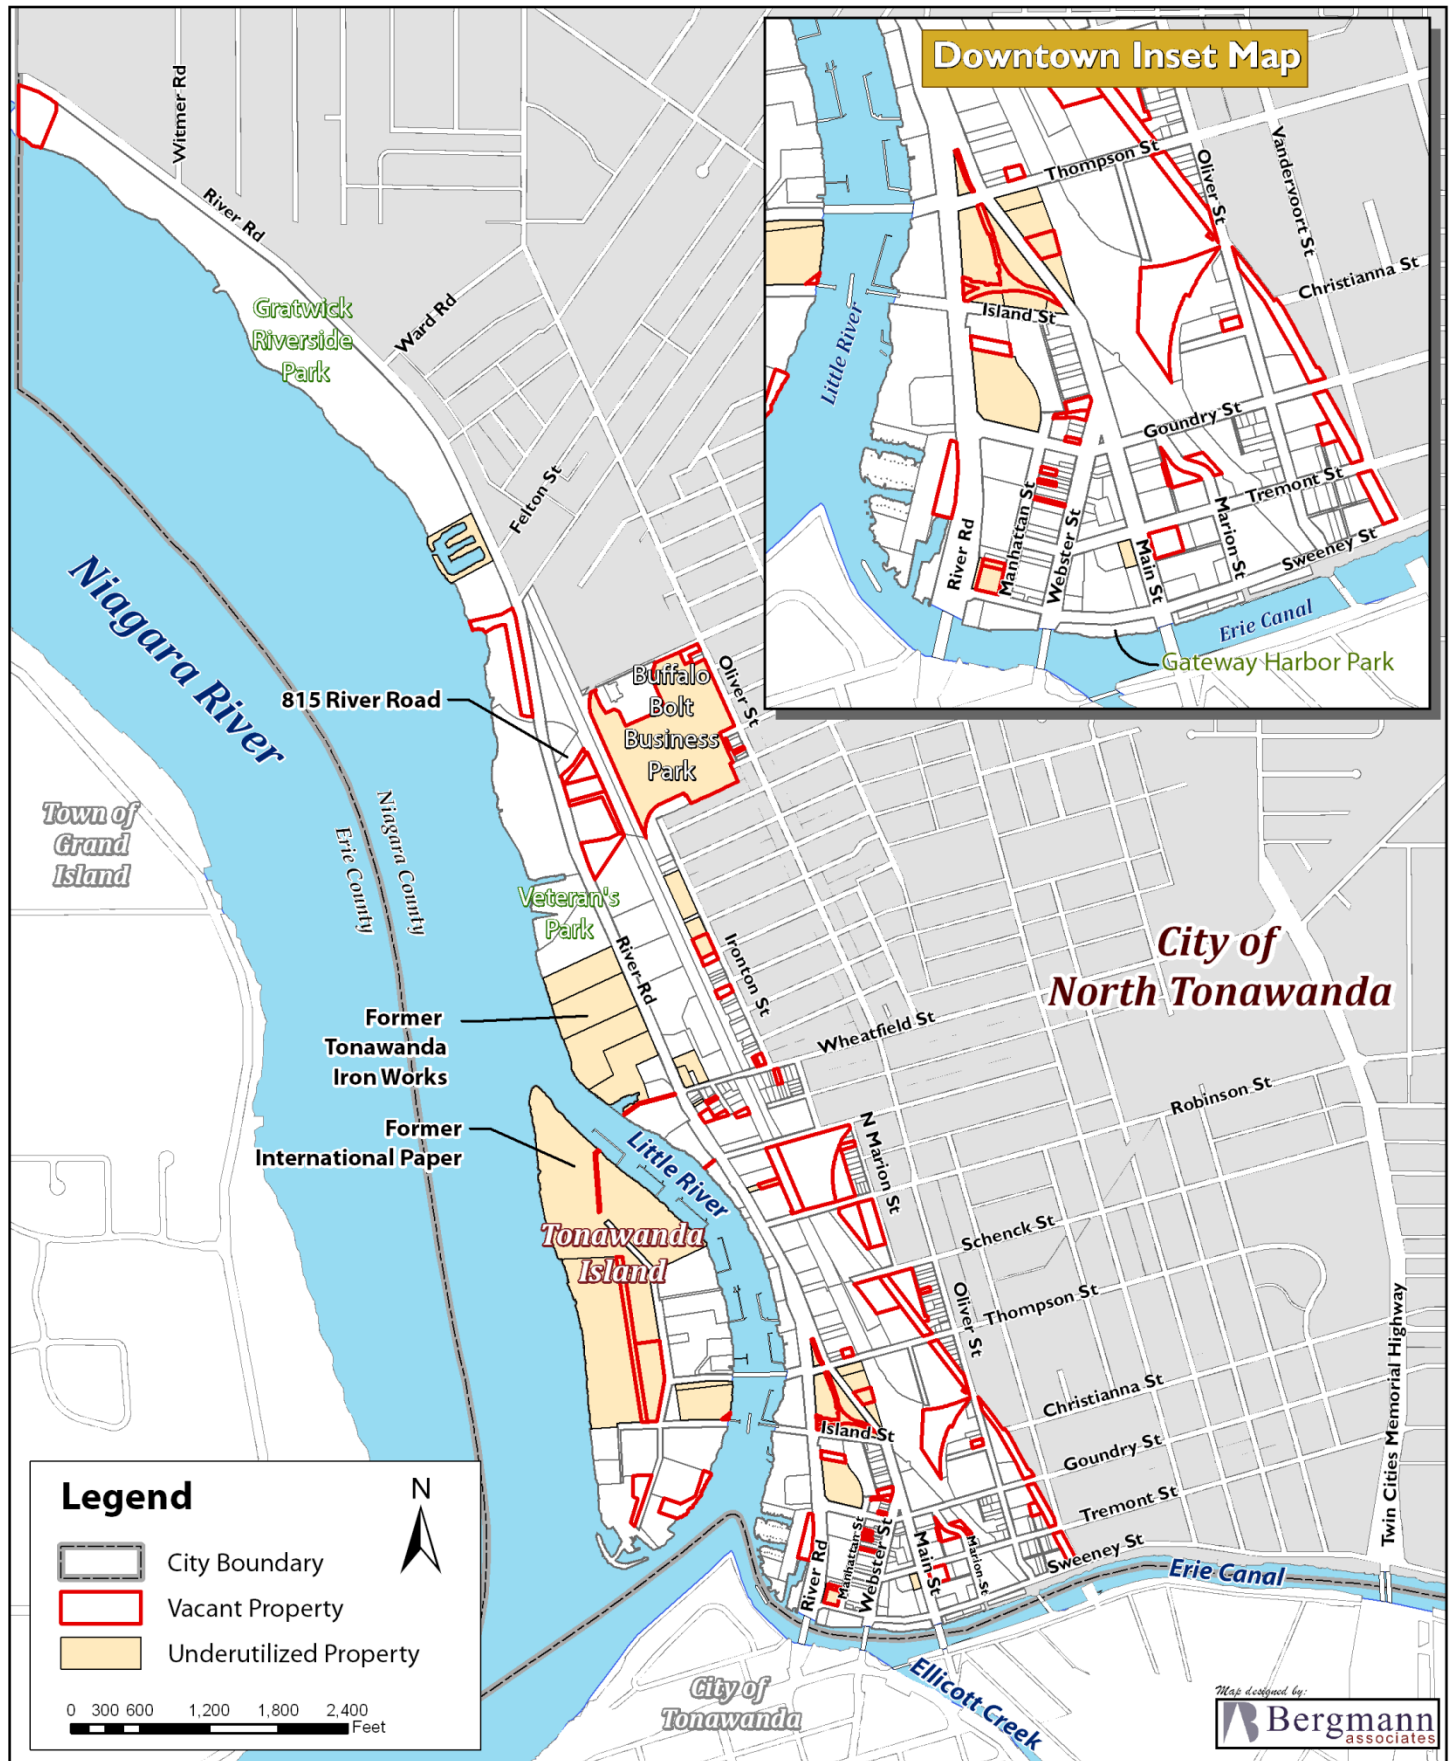 Downtown Inset Map
Thompson St
Oliver St
Vandervoort St
Christianna St
Island St
Little River
Goundry St
Tremont St
Marion St
Sweeney St
River Rd
Manhattan St
Webster St
Main St
Erie Canal
Gateway Harbor Park
Witmer Rd
River Rd
Gratwick
Riverside
Park
Ward Rd
Felton St
Niagara River
815 River Road
Buffalo
Bolt
Business
Park
Oliver St
Town of
Grand
Island
Niagara County
Erie County
Veteran's
Park
River Rd
Ironton St
City of
North Tonawanda
Former
Tonawanda
Iron Works
Wheatfield St
Robinson St
Former
International Paper
Little River
N Marion St
Tonawanda
Island
Schenck St
Oliver St
Thompson St
Christianna St
Island St
Goundry St
Tremont St
Sweeney St
Twin Cities Memorial Highway
River Rd
Manhattan St
Webster St
Main St
Marion St
Erie Canal
Ellicott Creek
City of
Tonawanda
Legend
N
City Boundary
Vacant Property
Underutilized Property
0 300 600 1,200 1,800 2,400
Feet
Map designed by:
Bergmann
associates